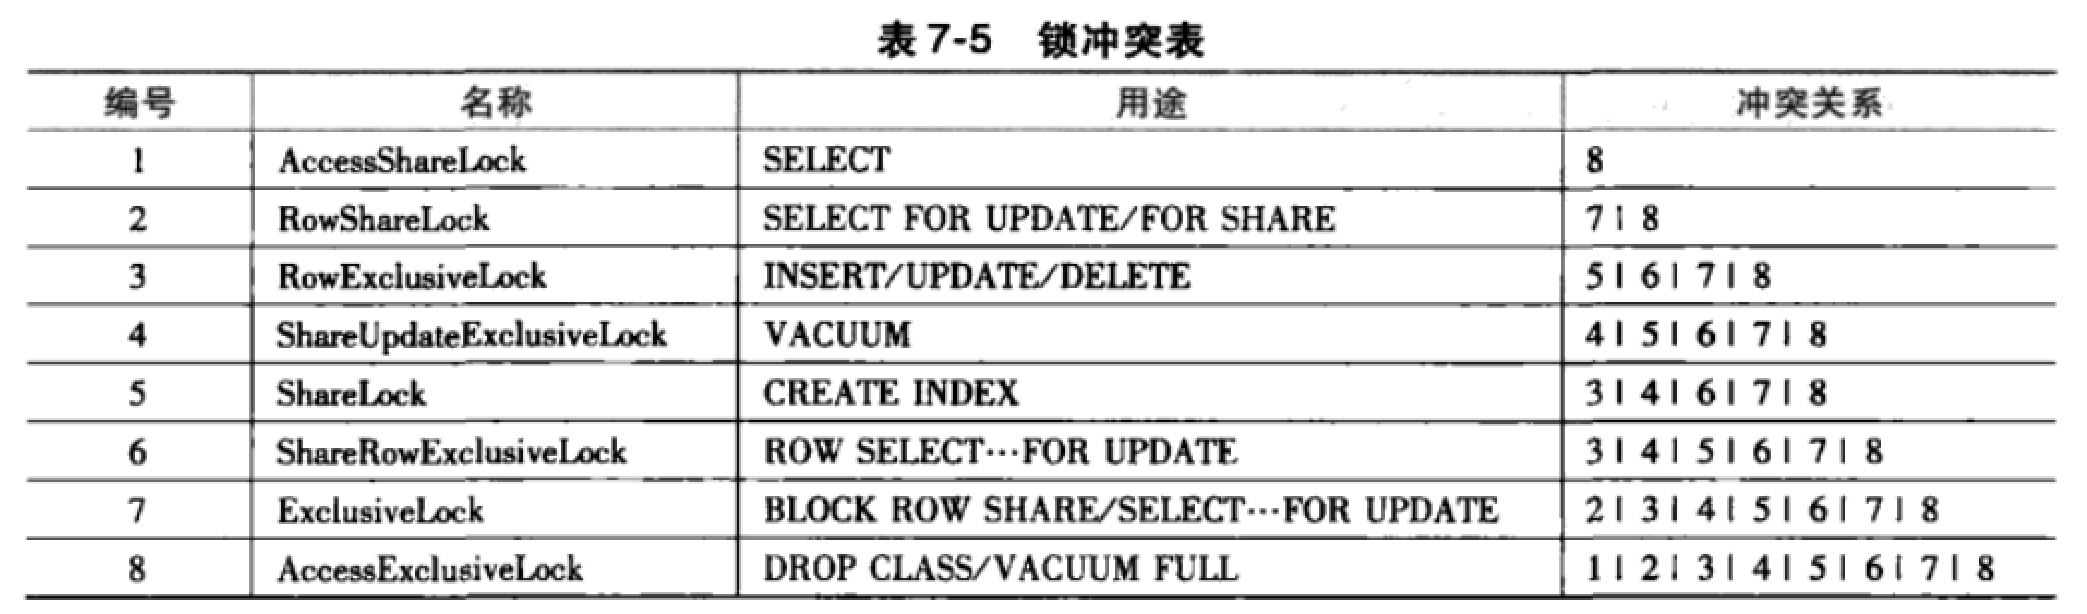 表 7-5 锁冲突表
编号 名称 用途 冲突关系
1 AccessShareLock SELECT 8
2 RowShareLock SELECT FOR UPDATE/FOR SHARE 7 | 8
3 RowExclusiveLock INSERT/UPDATE/DELETE 5 | 6 | 7 | 8
4 ShareUpdateExclusiveLock VACUUM 4 | 5 | 6 | 7 | 8
5 ShareLock CREATE INDEX 3 | 4 | 6 | 7 | 8
6 ShareRowExclusiveLock ROW SELECT…FOR UPDATE 3 | 4 | 5 | 6 | 7 | 8
7 ExclusiveLock BLOCK ROW SHARE/SELECT…FOR UPDATE 2 | 3 | 4 | 5 | 6 | 7 | 8
8 AccessExclusiveLock DROP CLASS/VACUUM FULL 1 | 2 | 3 | 4 | 5 | 6 | 7 | 8